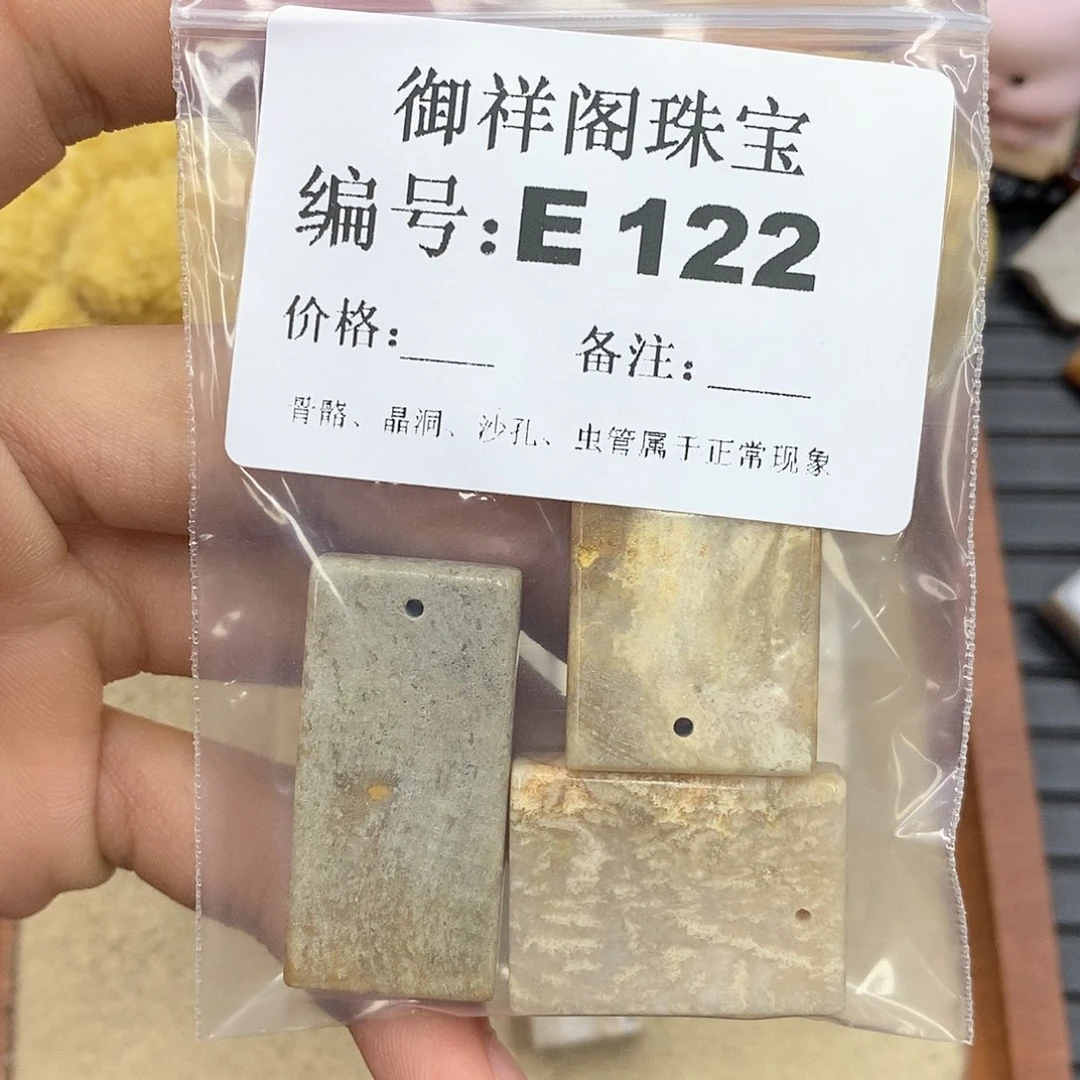 御祥阁珠宝
编号:E 122
价格:____ 备注:____
骨骼、晶洞、沙孔、虫管属于正常现象